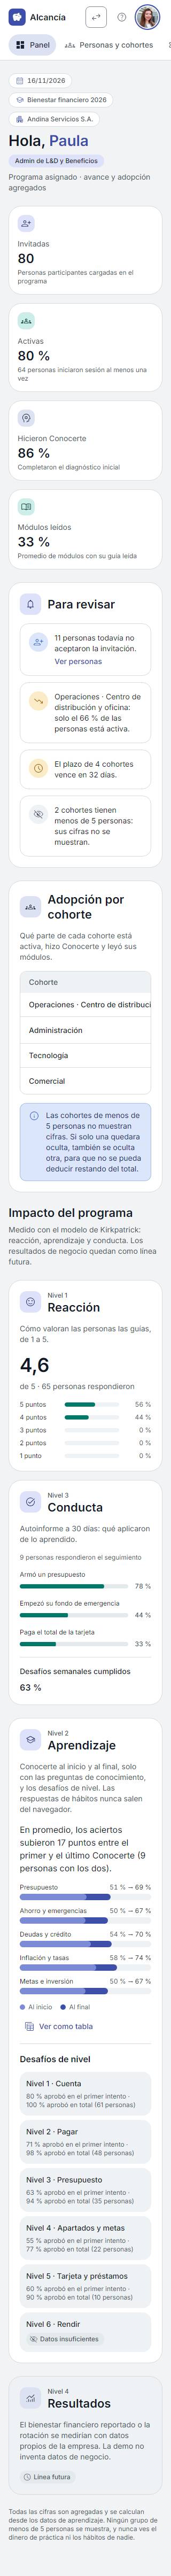 Alcancía
Panel
Personas y cohortes
16/11/2026
Bienestar financiero 2026
Andina Servicios S.A.
Hola, Paula
Admin de L&D y Beneficios
Programa asignado · avance y adopción
agregados
Invitadas
80
Personas participantes cargadas en el
programa
Activas
80 %
64 personas iniciaron sesión al menos una
vez
Hicieron Conocerte
86 %
Completaron el diagnóstico inicial
Módulos leídos
33 %
Promedio de módulos con su guía leída
Para revisar
11 personas todavía no
aceptaron la invitación.
Ver personas
Operaciones · Centro de
distribución y oficina:
solo el 66 % de las
personas está activa.
El plazo de 4 cohortes
vence en 32 días.
2 cohortes tienen
menos de 5 personas:
sus cifras no se
muestran.
Adopción por
cohorte
Qué parte de cada cohorte está
activa, hizo Conocerte y leyó sus
módulos.
Cohorte
Operaciones · Centro de distribuci
Administración
Tecnología
Comercial
Las cohortes de menos de
5 personas no muestran
cifras. Si solo una quedara
oculta, también se oculta
otra, para que no se pueda
deducir restando del total.
Impacto del programa
Medido con el modelo de Kirkpatrick:
reacción, aprendizaje y conducta. Los
resultados de negocio quedan como línea
futura.
Nivel 1
Reacción
Cómo valoran las personas las guías,
de 1 a 5.
4,6
de 5 · 65 personas respondieron
5 puntos 56 %
4 puntos 44 %
3 puntos 0 %
2 puntos 0 %
1 punto 0 %
Nivel 3
Conducta
Autoinforme a 30 días: qué aplicaron
de lo aprendido.
9 personas respondieron el seguimiento
Armó un presupuesto
78 %
Empezó su fondo de emergencia
44 %
Paga el total de la tarjeta
33 %
Desafíos semanales cumplidos
63 %
Nivel 2
Aprendizaje
Conocerte al inicio y al final, solo
con las preguntas de conocimiento,
y los desafíos de nivel. Las
respuestas de hábitos nunca salen
del navegador.
En promedio, los aciertos
subieron 17 puntos entre el
primer y el último Conocerte (9
personas con los dos).
Presupuesto 51 % → 69 %
Ahorro y emergencias 50 % → 67 %
Deudas y crédito 54 % → 70 %
Inflación y tasas 58 % → 74 %
Metas e inversión 50 % → 67 %
Al inicio Al final
Ver como tabla
Desafíos de nivel
Nivel 1 · Cuenta
80 % aprobó en el primer intento ·
100 % aprobó en total (61 personas)
Nivel 2 · Pagar
71 % aprobó en el primer intento ·
98 % aprobó en total (48 personas)
Nivel 3 · Presupuesto
63 % aprobó en el primer intento ·
94 % aprobó en total (35 personas)
Nivel 4 · Apartados y metas
55 % aprobó en el primer intento ·
77 % aprobó en total (22 personas)
Nivel 5 · Tarjeta y préstamos
60 % aprobó en el primer intento ·
90 % aprobó en total (10 personas)
Nivel 6 · Rendir
Datos insuficientes
Nivel 4
Resultados
El bienestar financiero reportado o la
rotación se medirían con datos
propios de la empresa. La demo no
inventa datos de negocio.
Línea futura
Todas las cifras son agregadas y se calculan
desde los datos de aprendizaje. Ningún grupo de
menos de 5 personas se muestra, y nunca ves el
dinero de práctica ni los hábitos de nadie.